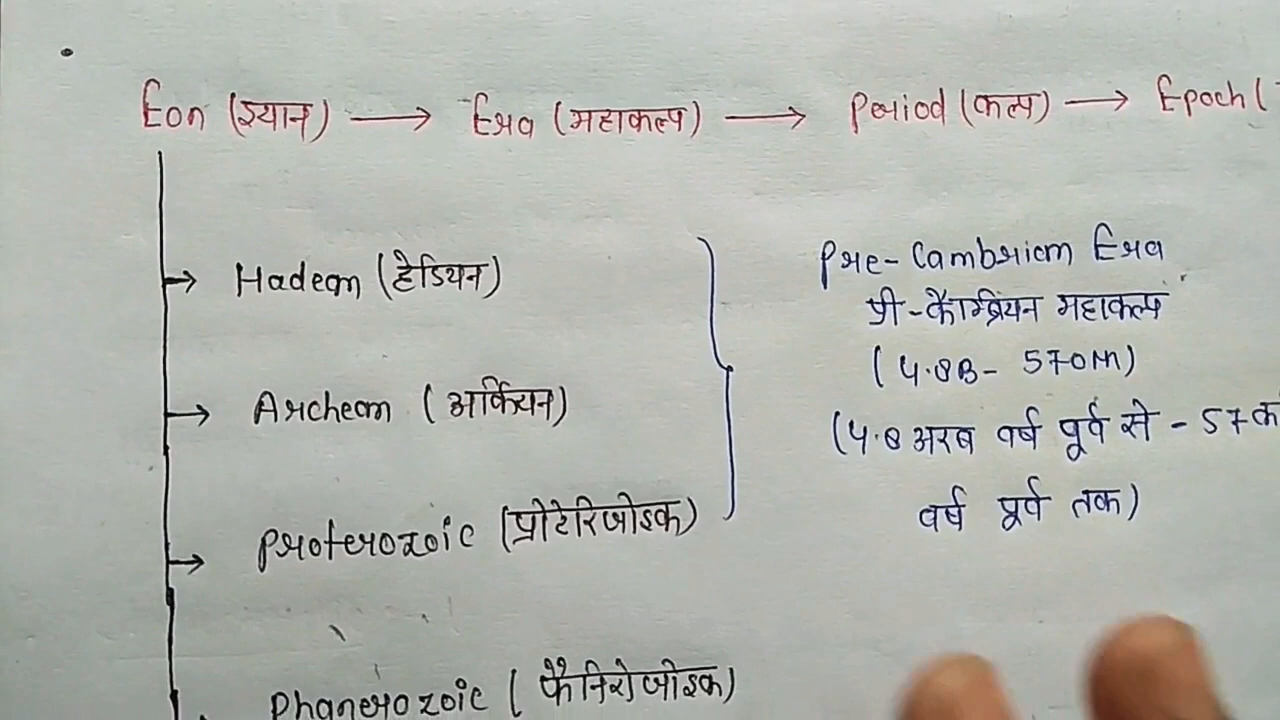 Eon (इयान) → Era (महाकल्प) → Period (कल्प) → Epoch (
→ Hadean (हेडियन)
Pre-Cambrian Era
प्री-कैम्ब्रियन महाकल्प
(4.8B- 570M)
→ Archean (आर्कियन)
(4.8 अरब वर्ष पूर्व से - 57क
वर्ष पूर्व तक)
→ Proterozoic (प्रोटेरिजोइक)
Phanerozoic (फैनिरोजोइक)